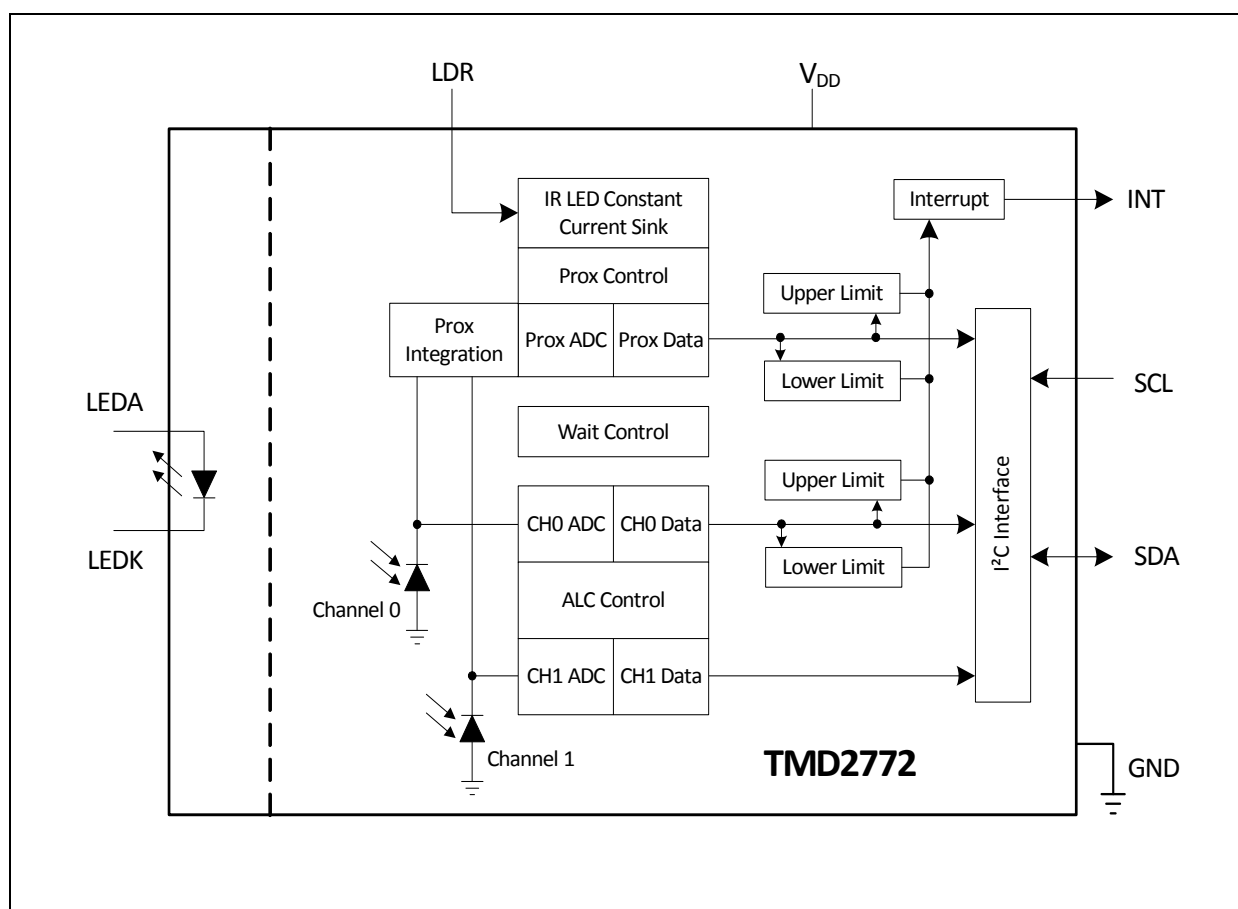 LDR
V_DD
IR LED Constant
Current Sink
Interrupt
INT
Prox Control
Upper Limit
Prox
Integration
Prox ADC
Prox Data
Lower Limit
SCL
LEDA
Wait Control
Upper Limit
I²C Interface
LEDK
CH0 ADC
CH0 Data
SDA
Lower Limit
Channel 0
ALC Control
CH1 ADC
CH1 Data
Channel 1
TMD2772
GND